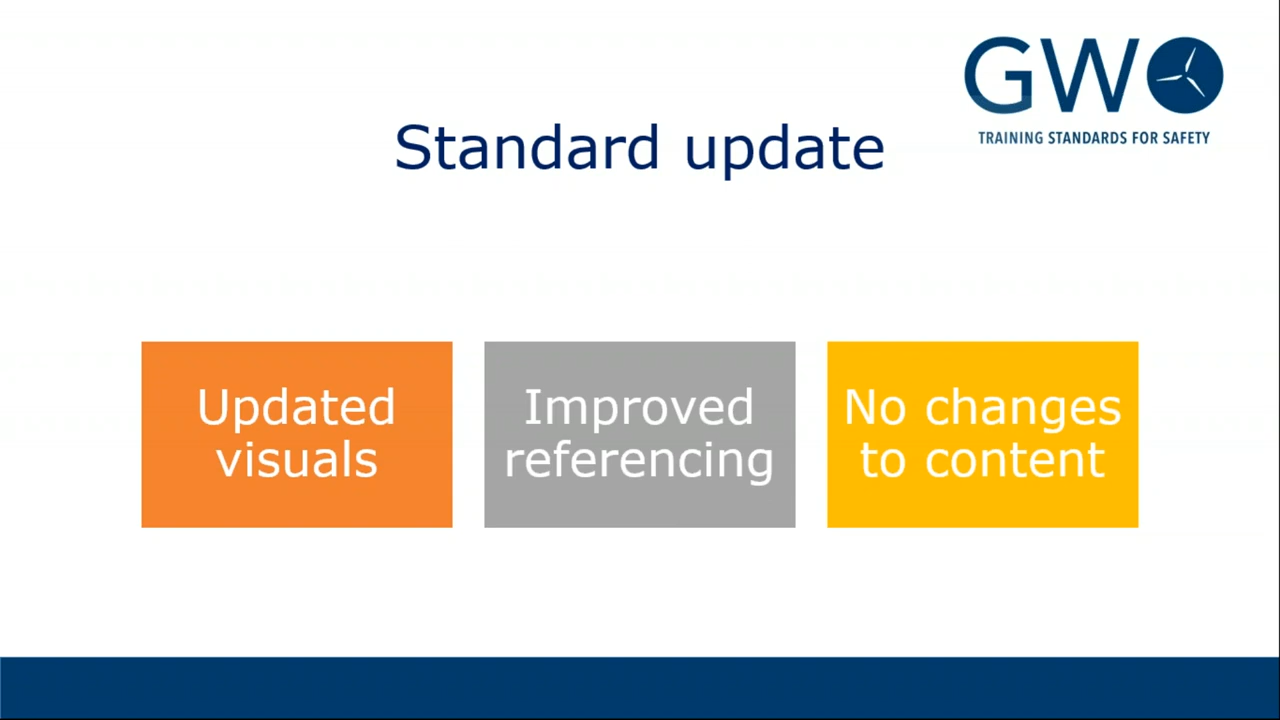 GWO
TRAINING STANDARDS FOR SAFETY
Standard update
Updated
visuals
Improved
referencing
No changes
to content